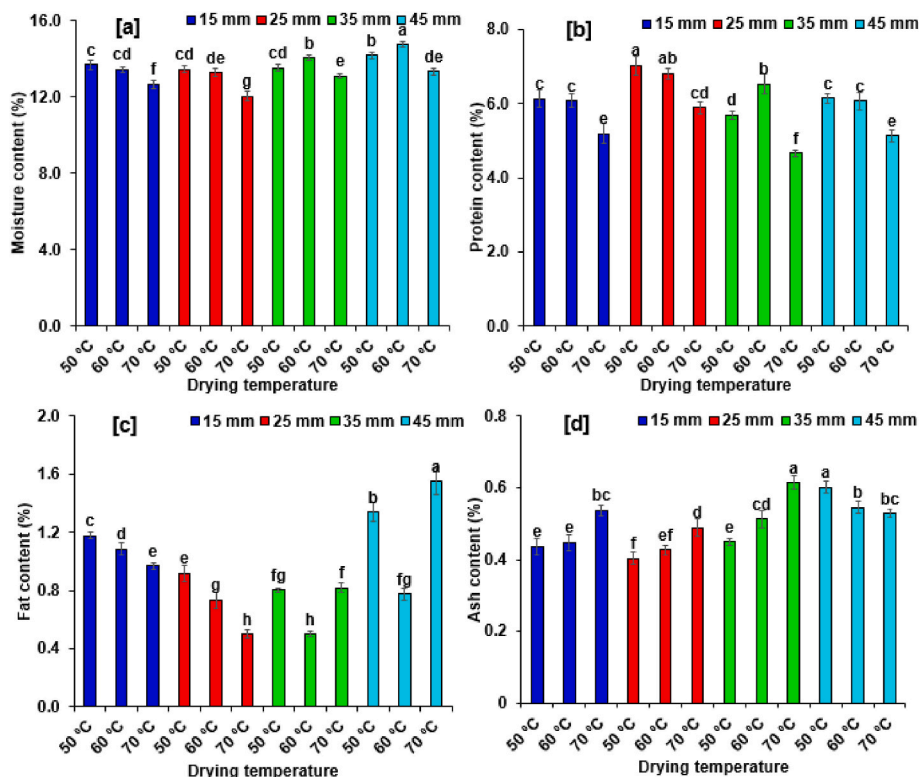 [a] 15 mm 25 mm 35 mm 45 mm
16.0
12.0
8.0
4.0
0.0
Moisture content (%)
c cd f cd de g cd b e b a de
50 °C 60 °C 70 °C 50 °C 60 °C 70 °C 50 °C 60 °C 70 °C 50 °C 60 °C 70 °C
Drying temperature
[b] 15 mm 25 mm 35 mm 45 mm
8.0
6.0
4.0
2.0
0.0
Protein content (%)
c c e a ab cd d b f c c e
50 °C 60 °C 70 °C 50 °C 60 °C 70 °C 50 °C 60 °C 70 °C 50 °C 60 °C 70 °C
Drying temperature
[c] 15 mm 25 mm 35 mm 45 mm
2.0
1.6
1.2
0.8
0.4
0.0
Fat content (%)
c d e e g h fg h f b fg a
50 °C 60 °C 70 °C 50 °C 60 °C 70 °C 50 °C 60 °C 70 °C 50 °C 60 °C 70 °C
Drying temperature
[d] 15 mm 25 mm 35 mm 45 mm
0.8
0.6
0.4
0.2
0
Ash content (%)
e e bc f ef d e cd a a b bc
50 °C 60 °C 70 °C 50 °C 60 °C 70 °C 50 °C 60 °C 70 °C 50 °C 60 °C 70 °C
Drying temperature